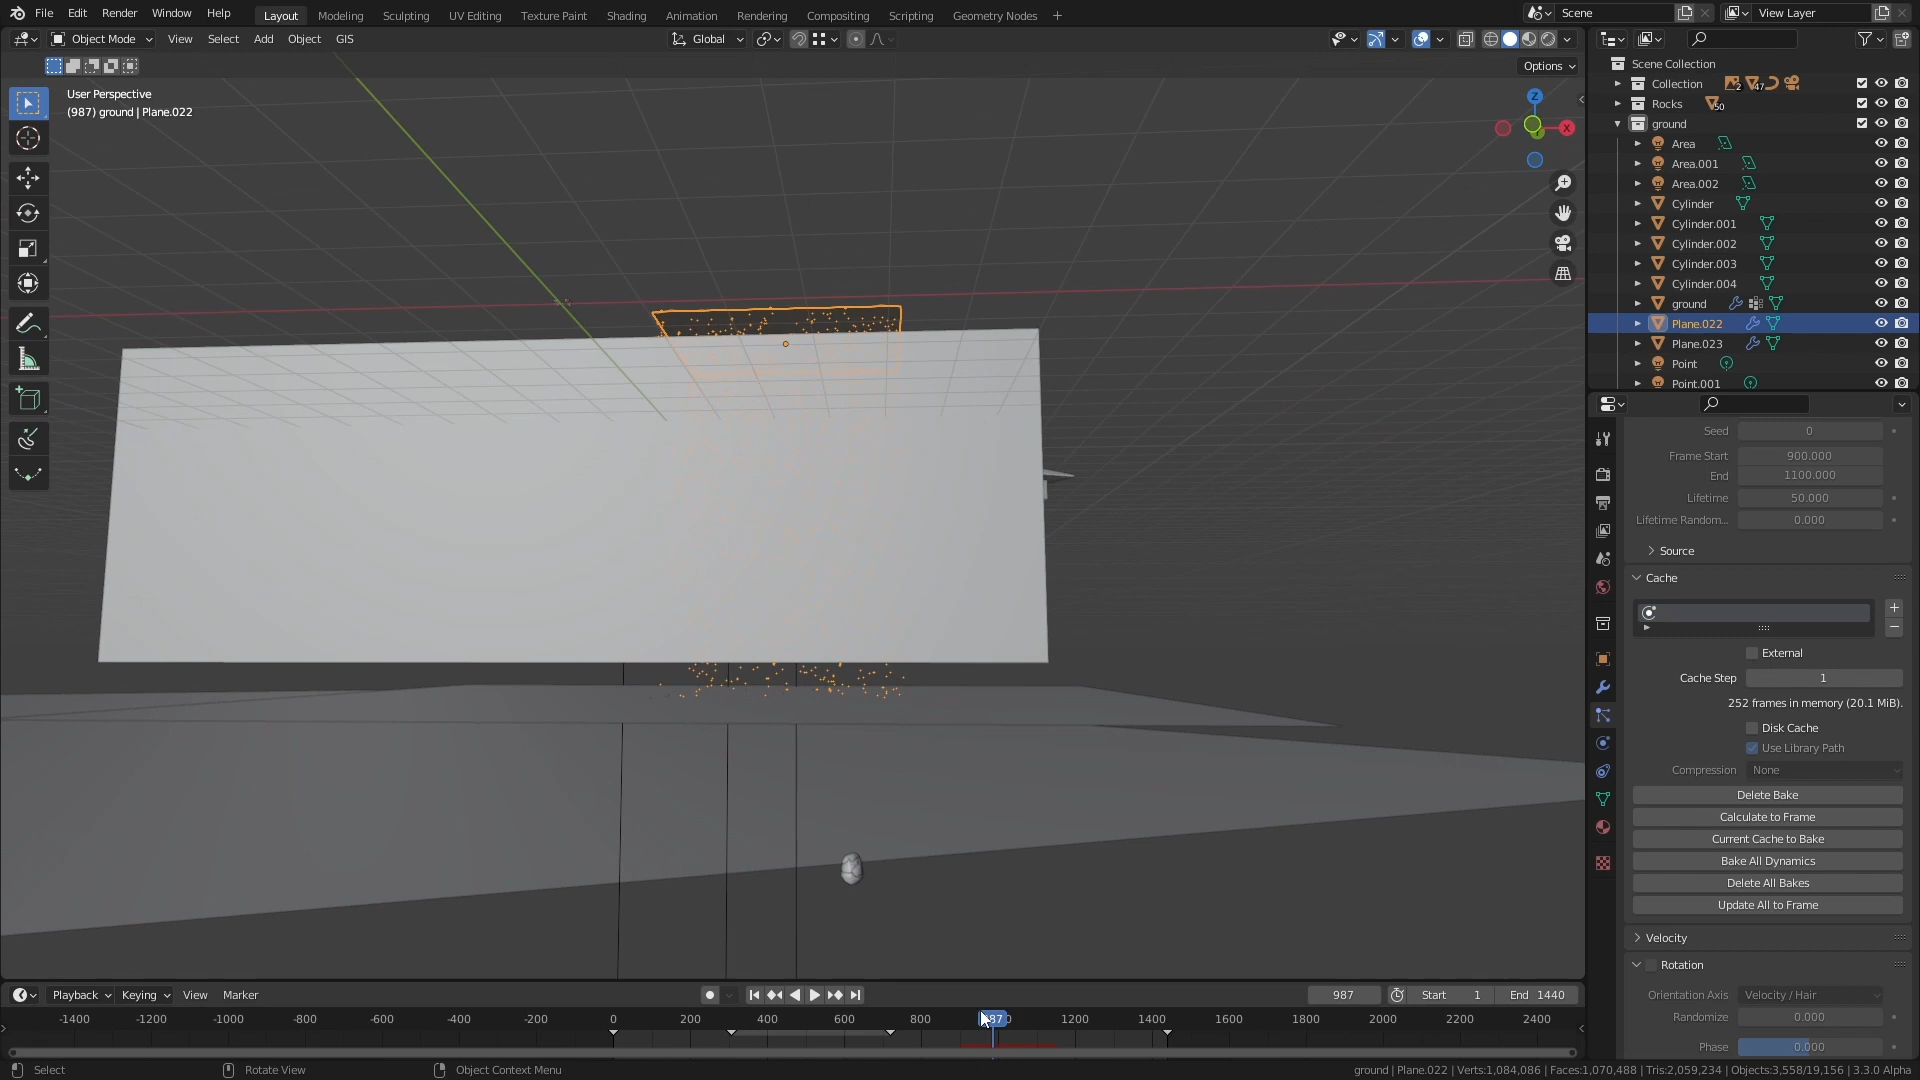 File Edit Render Window Help Layout Modeling Sculpting UV Editing Texture Paint Shading Animation Rendering Compositing Scripting Geometry Nodes + Scene View Layer
Object Mode View Select Add Object GIS Global
Options
User Perspective
(987) ground | Plane.022
Z
X
Scene Collection
Collection 2 47
Rocks 50
ground
Area
Area.001
Area.002
Cylinder
Cylinder.001
Cylinder.002
Cylinder.003
Cylinder.004
ground
Plane.022
Plane.023
Point
Point.001
Seed 0
Frame Start 900.000
End 1100.000
Lifetime 50.000
Lifetime Random... 0.000
Source
Cache
External
Cache Step 1
252 frames in memory (20.1 MiB).
Disk Cache
Use Library Path
Compression None
Delete Bake
Calculate to Frame
Current Cache to Bake
Bake All Dynamics
Delete All Bakes
Update All to Frame
Velocity
Rotation
Orientation Axis Velocity / Hair
Randomize 0.000
Phase 0.000
Playback Keying View Marker 987 Start 1 End 1440
-1400 -1200 -1000 -800 -600 -400 -200 0 200 400 600 800 1200 1400 1600 1800 2000 2200 2400
Select Rotate View Object Context Menu ground | Plane.022 | Verts:1,084,086 | Faces:1,070,488 | Tris:2,059,234 | Objects:3,558/19,156 | 3.3.0 Alpha